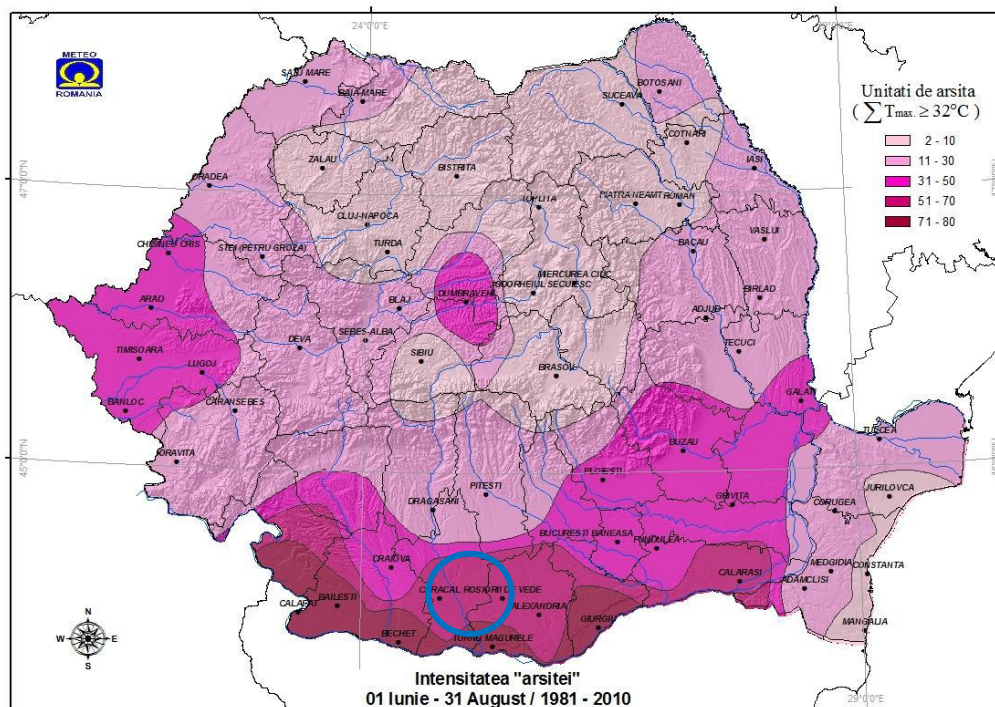 24°0'0"E
METEO
ROMANIA
Unitati de arsita
( ∑ Tmax. ≥ 32°C )
2 - 10
11 - 30
31 - 50
51 - 70
71 - 80
SATU MARE
BAIA-MARE
BOTOSANI
SUCEAVA
COTNARI
ZALAU
BISTRITA
IASI
ORADEA
47°0'0"N
TOPLITA
PIATRA NEAMT
ROMAN
CLUJ-NAPOCA
VASLUI
CHISINEU CRIS
STEI (PETRU GROZA)
TURDA
BACAU
MIERCUREA CIUC
ODORHEIUL SECUIESC
DUMBRAVENI
ARAD
BLAJ
BIRLAD
ADJUD
DEVA
SEBES-ALBA
TIMISOARA
SIBIU
TECUCI
LUGOJ
BRASOV
BANLOC
CARANSEBES
GALATI
TULCEA
BUZAU
ORAVITA
45°0'0"N
PLOIESTI
JURILOVCA
PITESTI
DRAGASANI
GRIVITA
CORUGEA
BUCURESTI BANEASA
FUNDULEA
CRAIOVA
MEDGIDIA
CONSTANTA
CALARASI
ADAMCLISI
CARACAL
ROSIORII DE VEDE
BAILESTI
ALEXANDRIA
CALAFAT
GIURGIU
MANGALIA
BECHET
TURNU MAGURELE
N
W
E
S
Intensitatea "arsitei"
01 Iunie - 31 August / 1981 - 2010
29°0'0"E